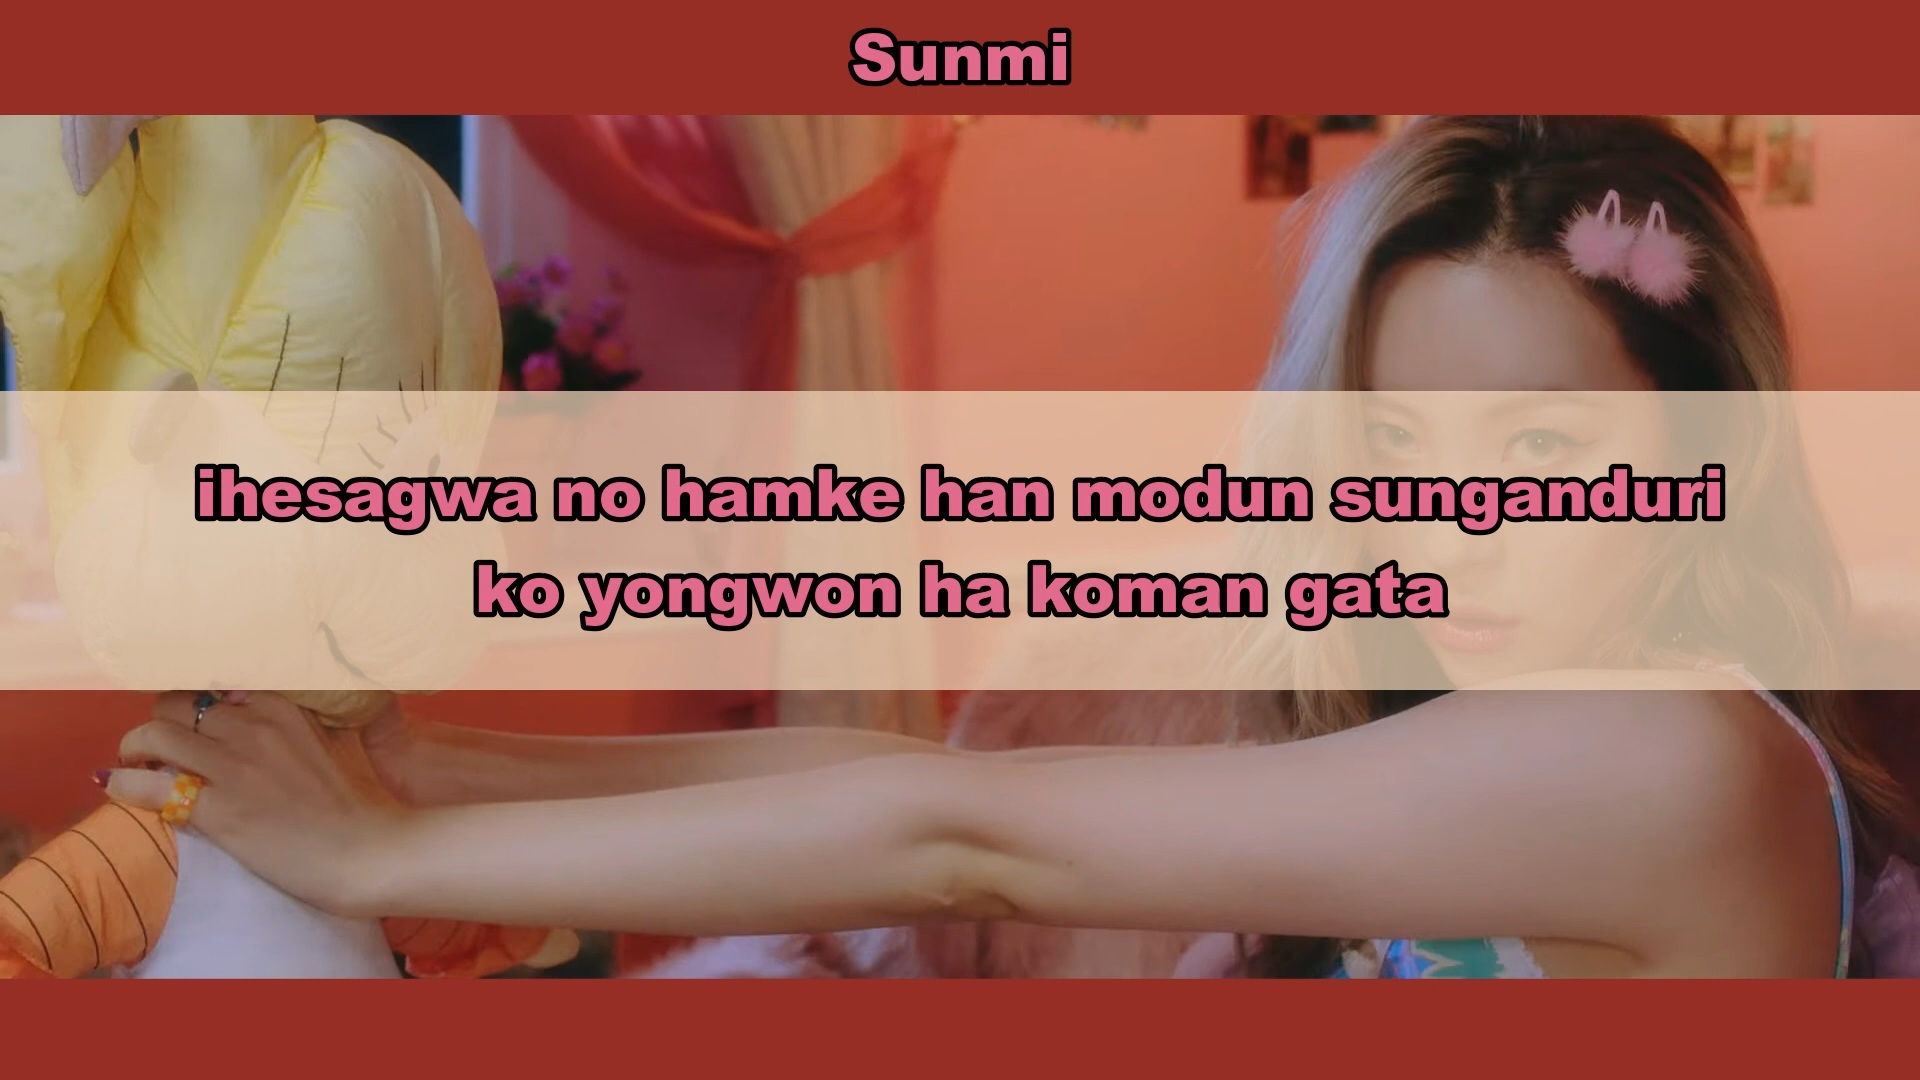 Sunmi
ihesagwa no hamke han modun sunganduri
ko yongwon ha koman gata